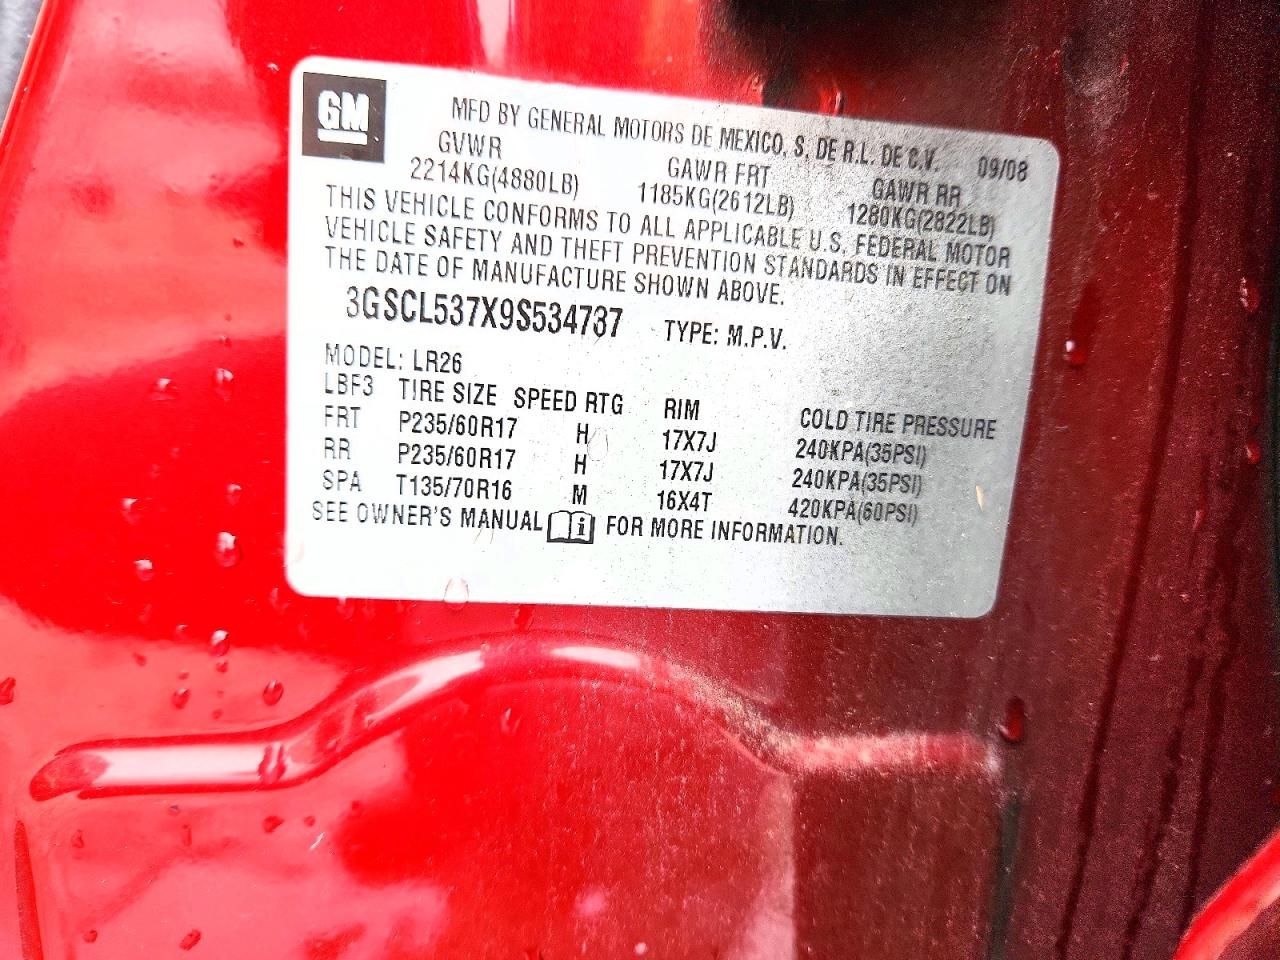 GM
MFD BY GENERAL MOTORS DE MEXICO, S. DE R.L. DE C.V. 09/08
GVWR GAWR FRT GAWR RR
2214KG(4880LB) 1185KG(2612LB) 1280KG(2822LB)
THIS VEHICLE CONFORMS TO ALL APPLICABLE U.S. FEDERAL MOTOR
VEHICLE SAFETY AND THEFT PREVENTION STANDARDS IN EFFECT ON
THE DATE OF MANUFACTURE SHOWN ABOVE.
3GSCL537X9S534737 TYPE: M.P.V.
MODEL: LR26
LBF3 TIRE SIZE SPEED RTG RIM COLD TIRE PRESSURE
FRT P235/60R17 H 17X7J 240KPA(35PSI)
RR P235/60R17 H 17X7J 240KPA(35PSI)
SPA T135/70R16 M 16X4T 420KPA(60PSI)
SEE OWNER'S MANUAL i FOR MORE INFORMATION.